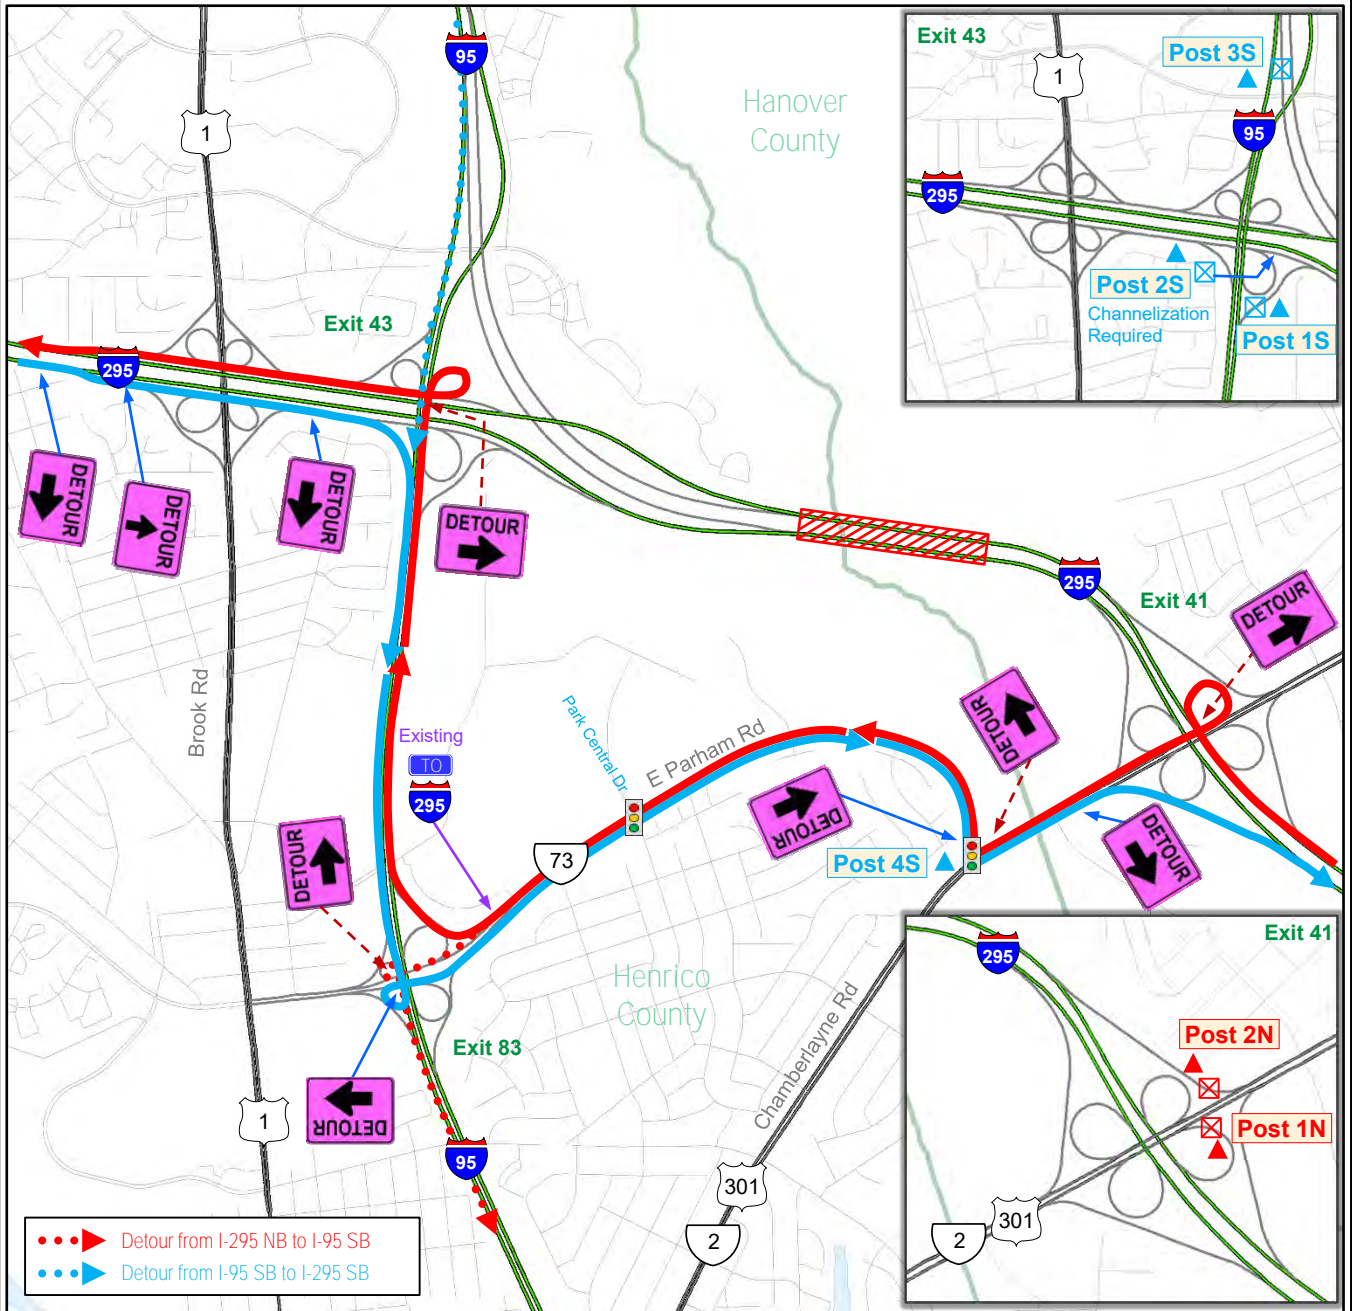 95
1
Hanover
County
Exit 43
295
DETOUR
DETOUR
DETOUR
DETOUR
Exit 43
Post 3S
1
95
295
Post 2S
Channelization
Required
Post 1S
295
Exit 41
DETOUR
DETOUR
Brook Rd
Existing
TO
295
Park Central Dr
E Parham Rd
DETOUR
DETOUR
73
Post 4S
DETOUR
Henrico
County
Exit 83
DETOUR
1
95
Chamberlayne Rd
301
2
Exit 41
295
Post 2N
Post 1N
301
2
Detour from I-295 NB to I-95 SB
Detour from I-95 SB to I-295 SB